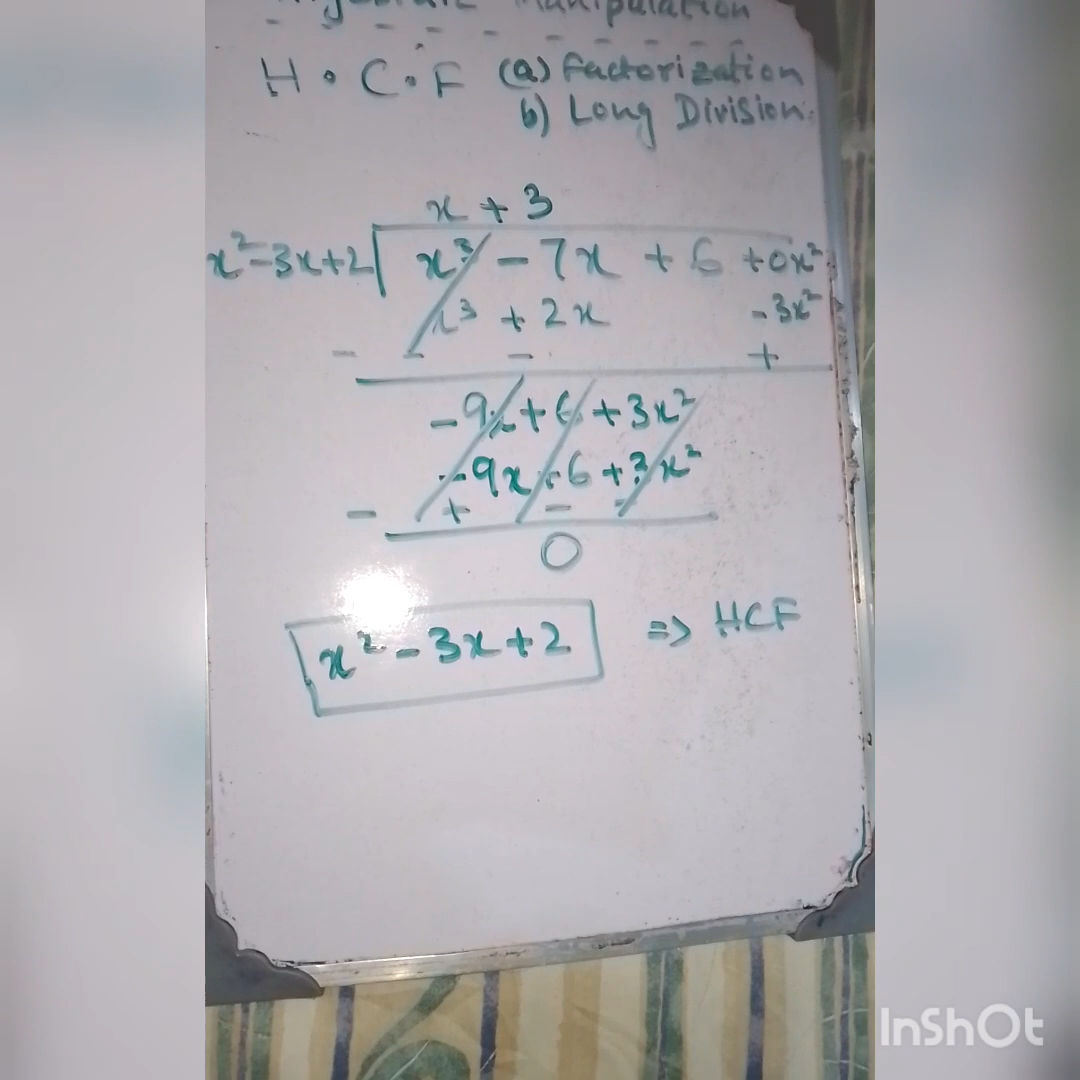 Manipulation
H.C.F (a) Factorization
b) Long Division:
x + 3
x²-3x+2 x³ - 7x + 6 +0x²
x³ + 2x -3x²
- - - +
-9x+6+3x²
-9x+6+3x²
- + - -
0
x²-3x+2 => HCF
InShOt